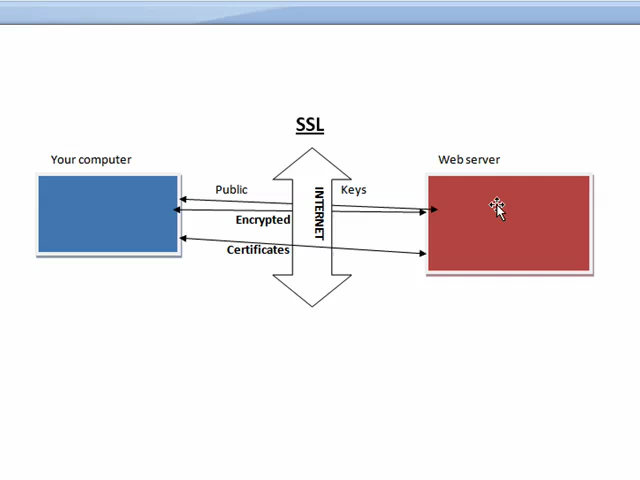 SSL
Your computer
Web server
Public
Keys
INTERNET
Encrypted
Certificates